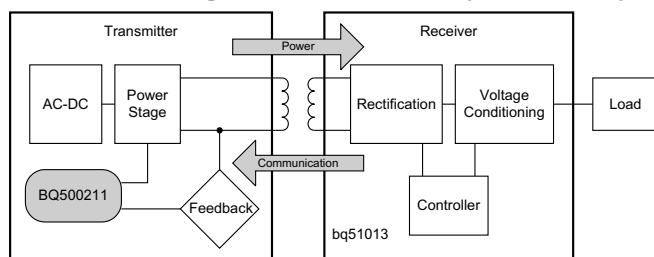 Transmitter
Power
Receiver
AC-DC
Power
Stage
Rectification
Voltage
Conditioning
Load
Communication
BQ500211
Feedback
Controller
bq51013